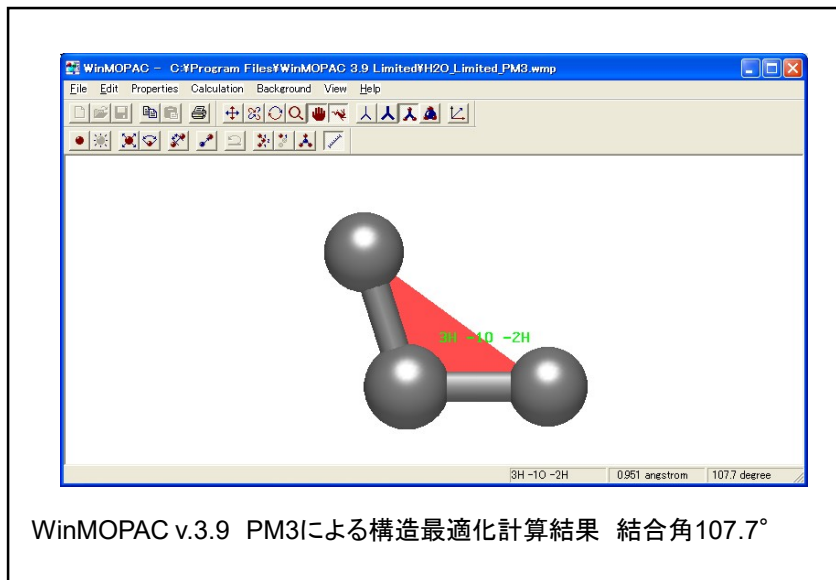 WinMOPAC - C:¥Program Files¥WinMOPAC 3.9 Limited¥H2O_Limited_PM3.wmp
File Edit Properties Calculation Background View Help
3H -1O -2H
3H -1O -2H 0.951 angstrom 107.7 degree
WinMOPAC v.3.9 PM3による構造最適化計算結果 結合角107.7°